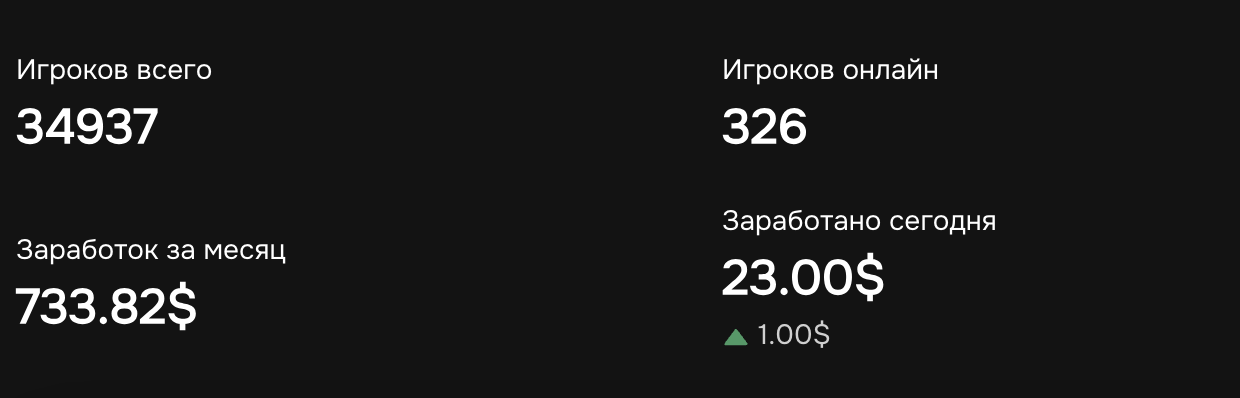 Игроков всего
34937
Игроков онлайн
326
Заработок за месяц
733.82$
Заработано сегодня
23.00$
1.00$